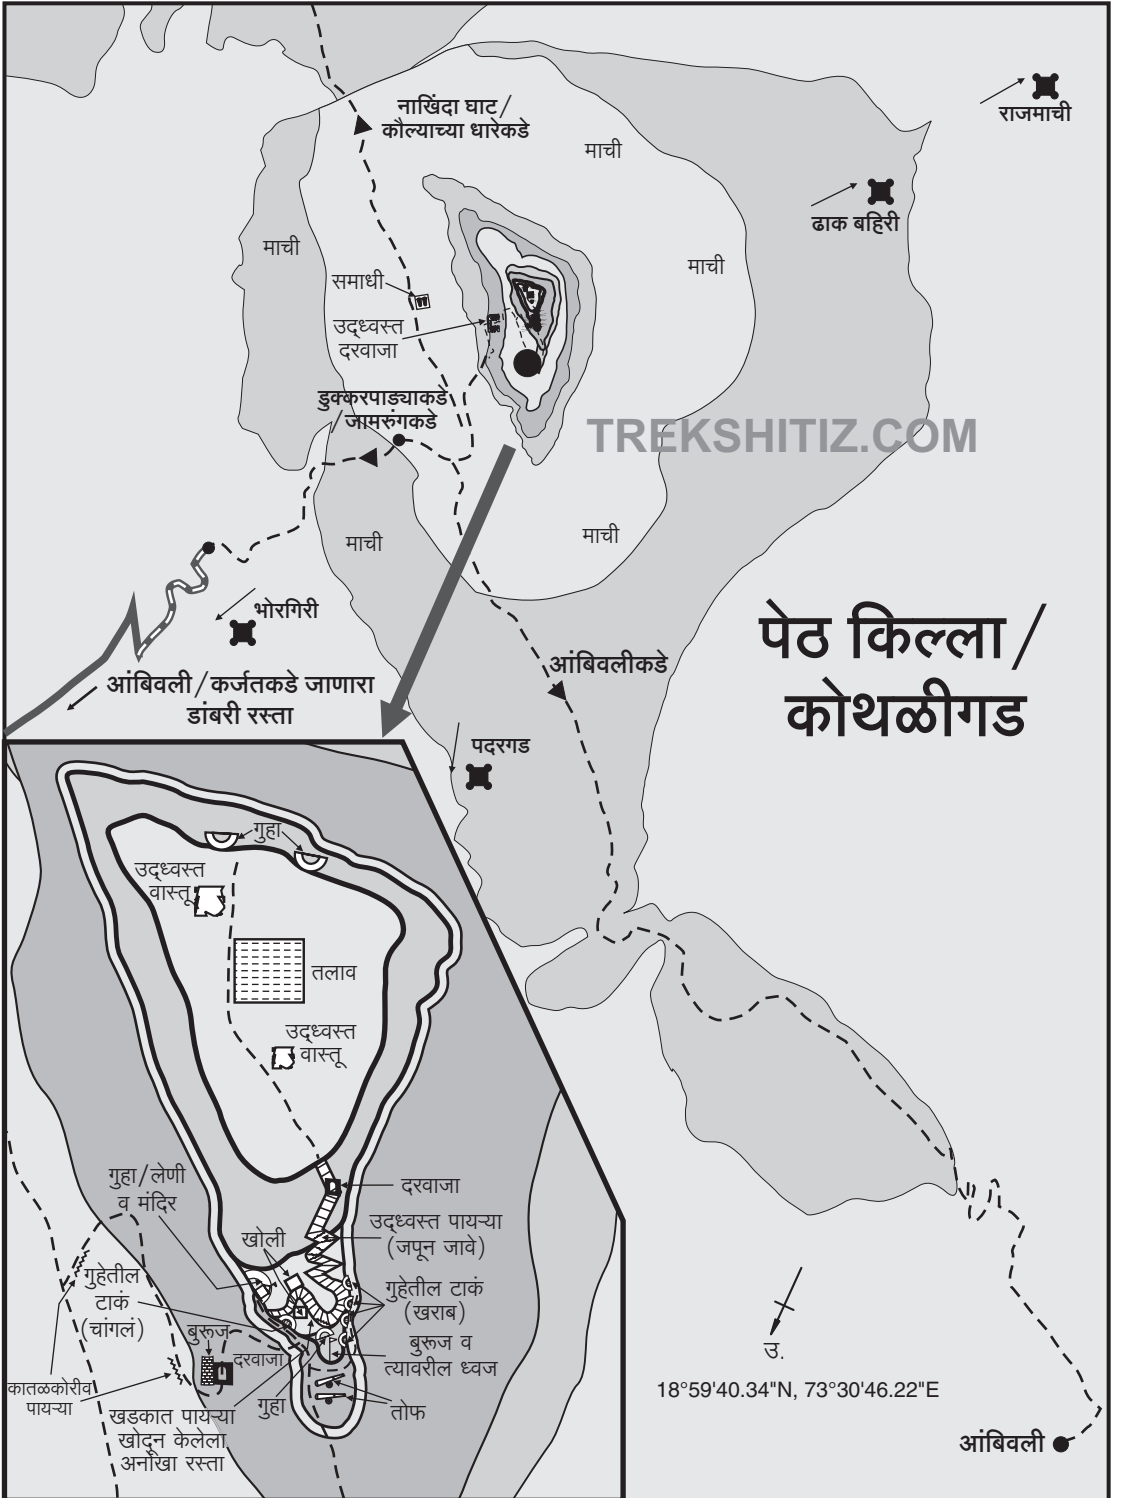 राजमाची
नाखिंदा घाट/
कौल्याच्या धारेकडे
माची
ढाक बहिरी
माची
माची
समाधी
उद्ध्वस्त
दरवाजा
डुक्करपाड्याकडे
/जामरुंगकडे
TREKSHITIZ.COM
माची
माची
भोरगिरी
पेठ किल्ला/
कोथळीगड
आंबिवलीकडे
आंबिवली/कर्जतकडे जाणारा
डांबरी रस्ता
पदरगड
गुहा
उद्ध्वस्त
वास्तू
तलाव
उद्ध्वस्त
वास्तू
गुहा/लेणी
व मंदिर
दरवाजा
उद्ध्वस्त पायऱ्या
(जपून जावे)
खोली
गुहेतील
टाकं
(चांगलं)
गुहेतील टाकं
(खराब)
बुरूज
दरवाजा
बुरूज व
त्यावरील ध्वज
कातळकोरीव
पायऱ्या
गुहा
तोफ
खडकात पायऱ्या
खोदून केलेला
अनोखा रस्ता
उ.
18°59'40.34"N, 73°30'46.22"E
आंबिवली